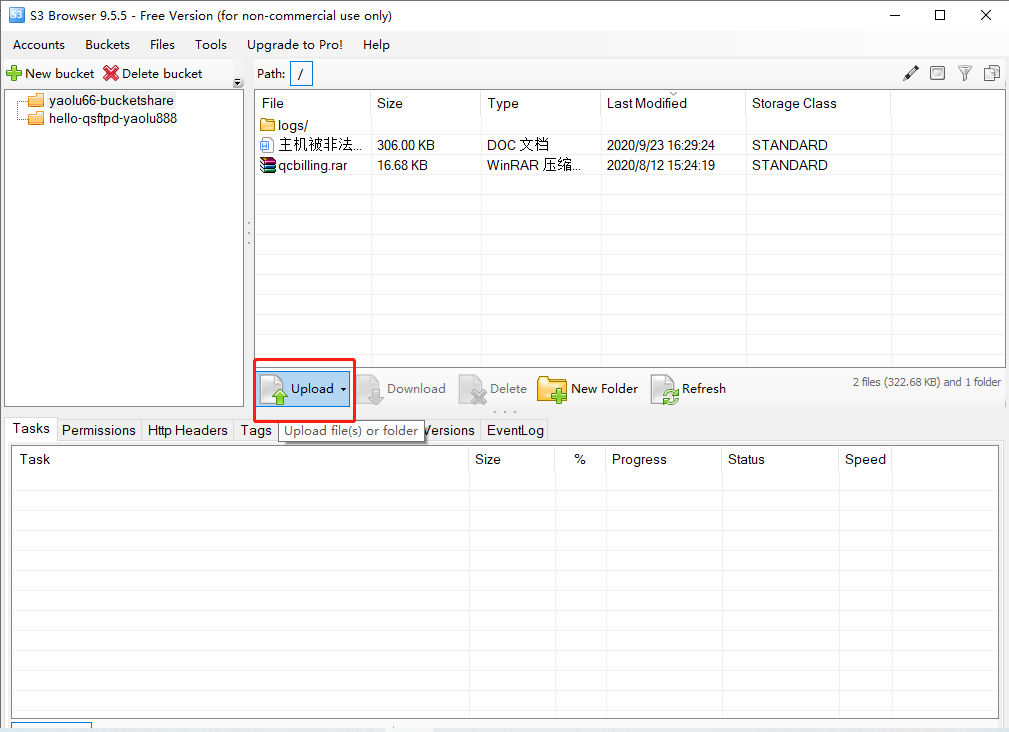 S3 Browser 9.5.5 - Free Version (for non-commercial use only)
Accounts Buckets Files Tools Upgrade to Pro! Help
New bucket Delete bucket
Path: /
yaolu66-bucketshare
hello-qsftpd-yaolu888
File Size Type Last Modified Storage Class
logs/
主机被非法... 306.00 KB DOC 文档 2020/9/23 16:29:24 STANDARD
qcbilling.rar 16.68 KB WinRAR 压缩... 2020/8/12 15:24:19 STANDARD
Upload Download Delete New Folder Refresh 2 files (322.68 KB) and 1 folder
Tasks Permissions Http Headers Tags Versions EventLog
Upload file(s) or folder
Task Size % Progress Status Speed